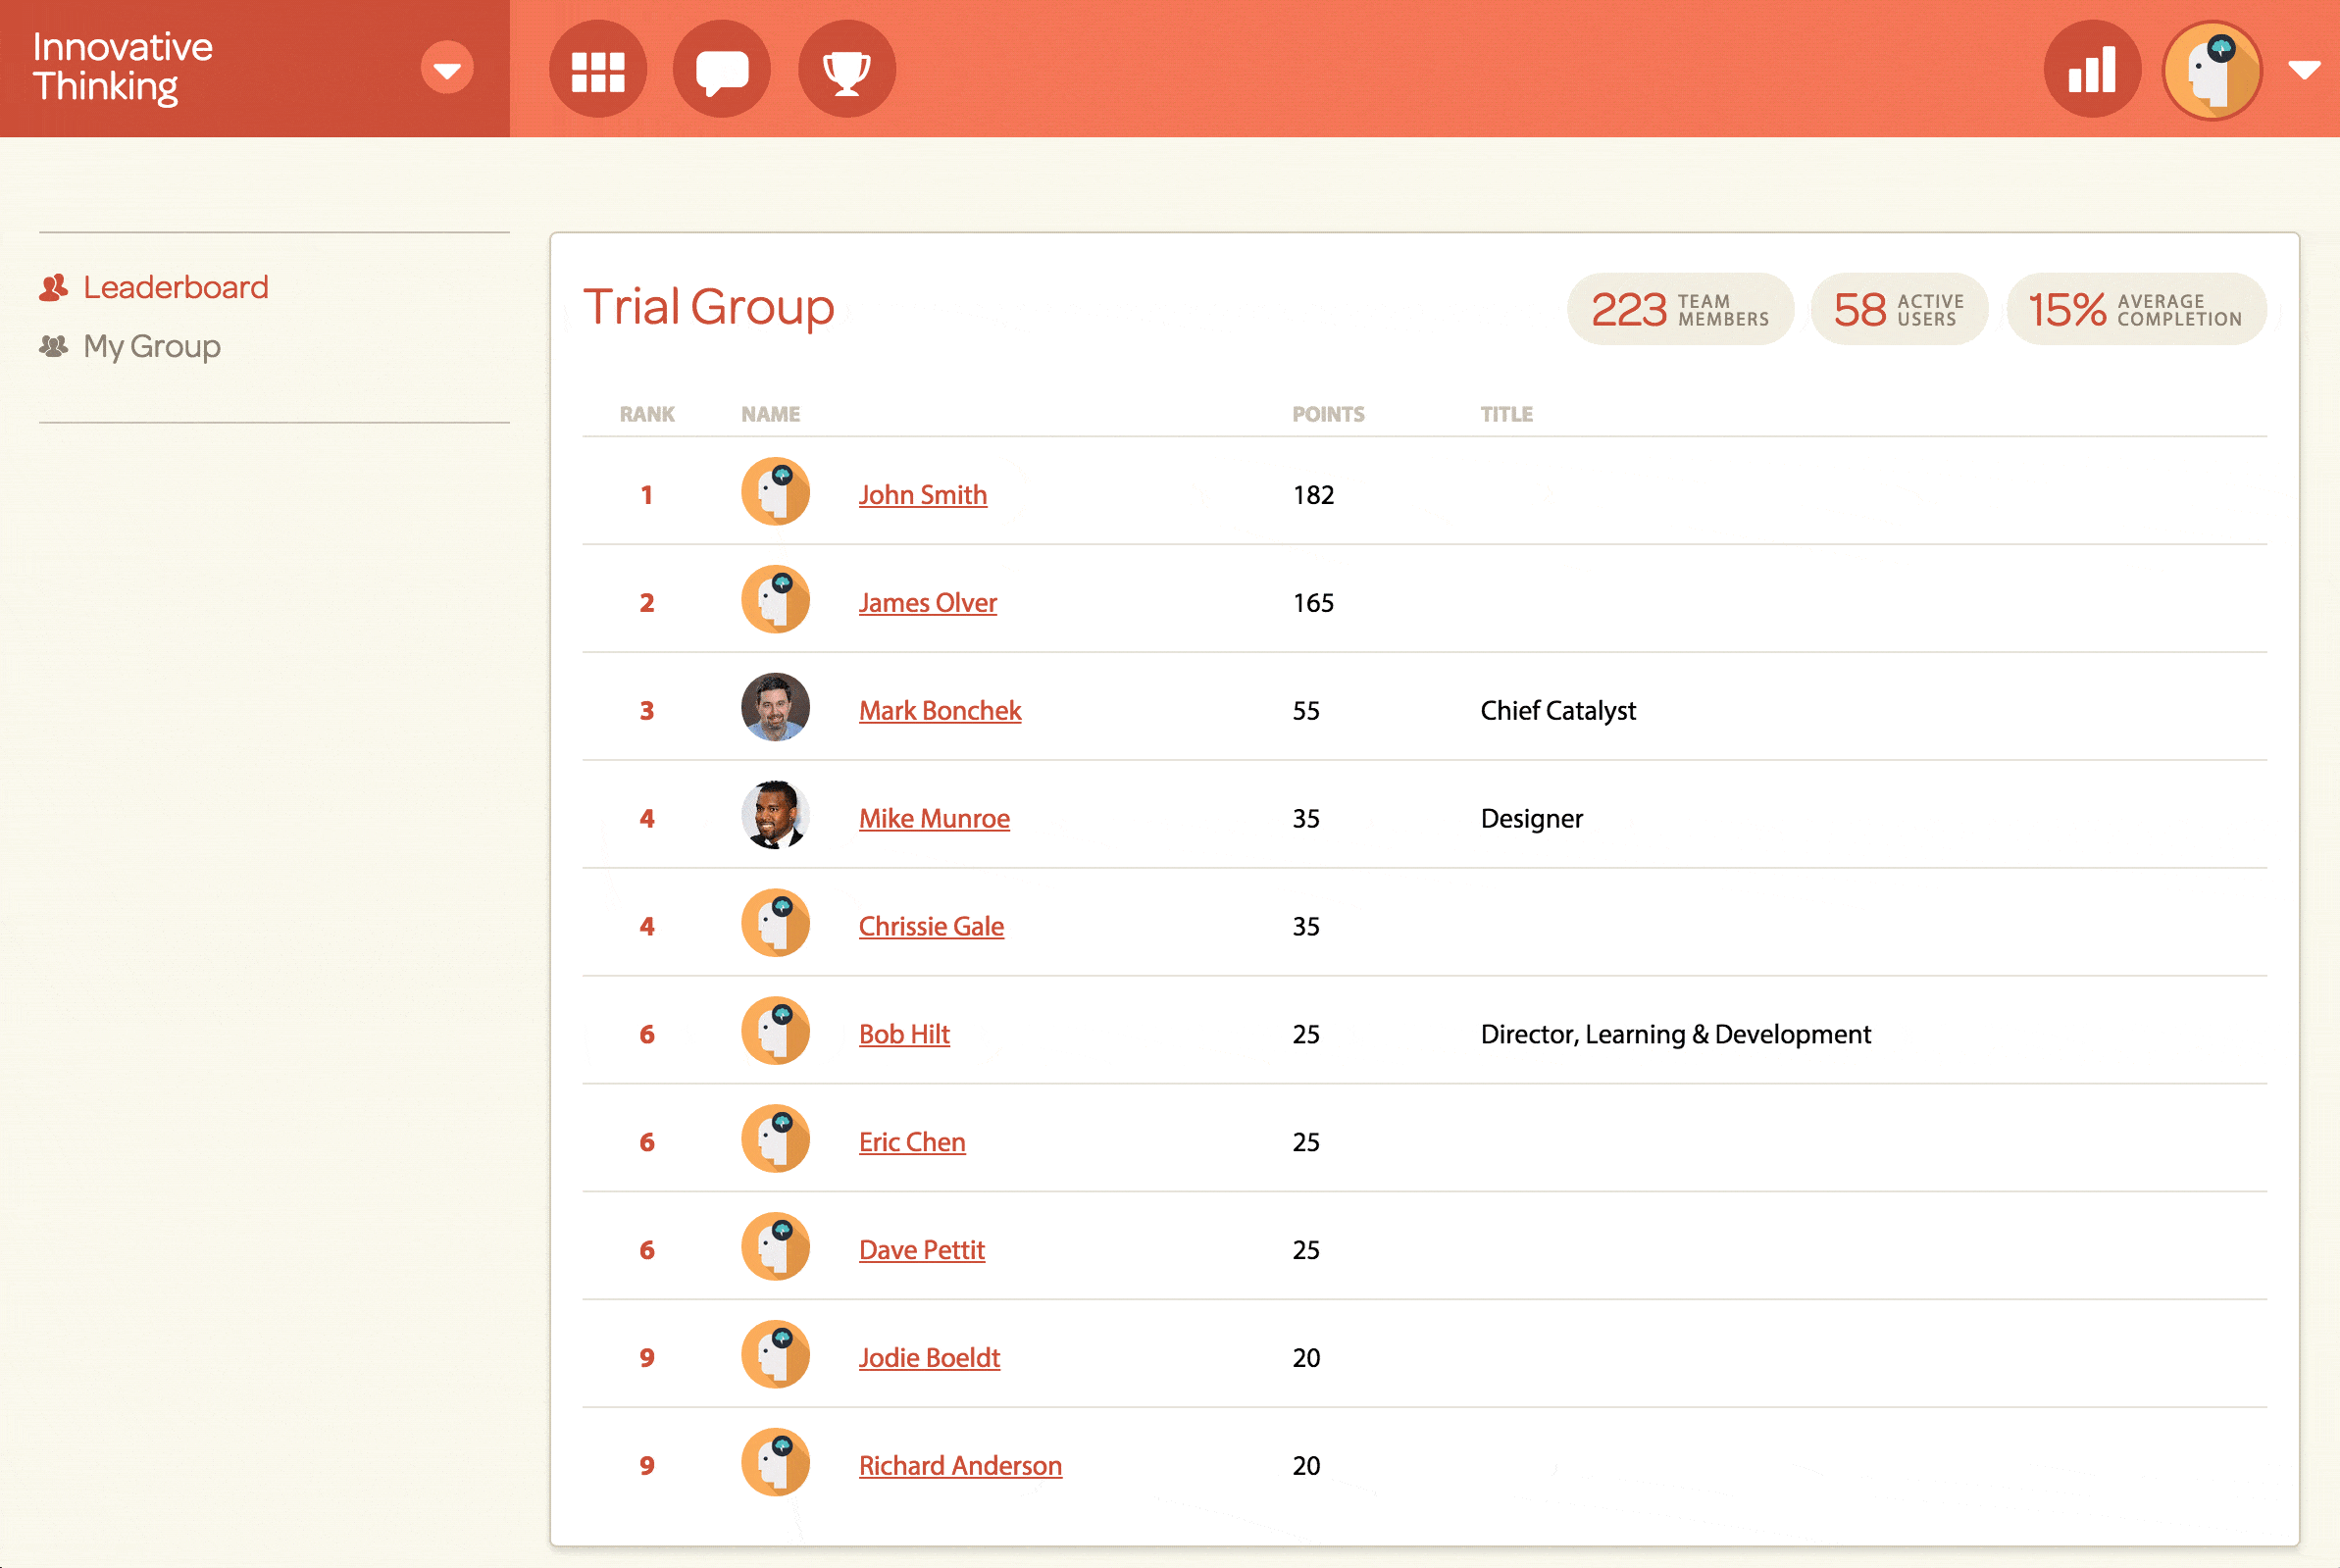 Innovative
Thinking
Leaderboard
My Group
Trial Group
223 TEAM MEMBERS
58 ACTIVE USERS
15% AVERAGE COMPLETION
RANK NAME POINTS TITLE
1 John Smith 182
2 James Olver 165
3 Mark Bonchek 55 Chief Catalyst
4 Mike Munroe 35 Designer
4 Chrissie Gale 35
6 Bob Hilt 25 Director, Learning & Development
6 Eric Chen 25
6 Dave Pettit 25
9 Jodie Boeldt 20
9 Richard Anderson 20